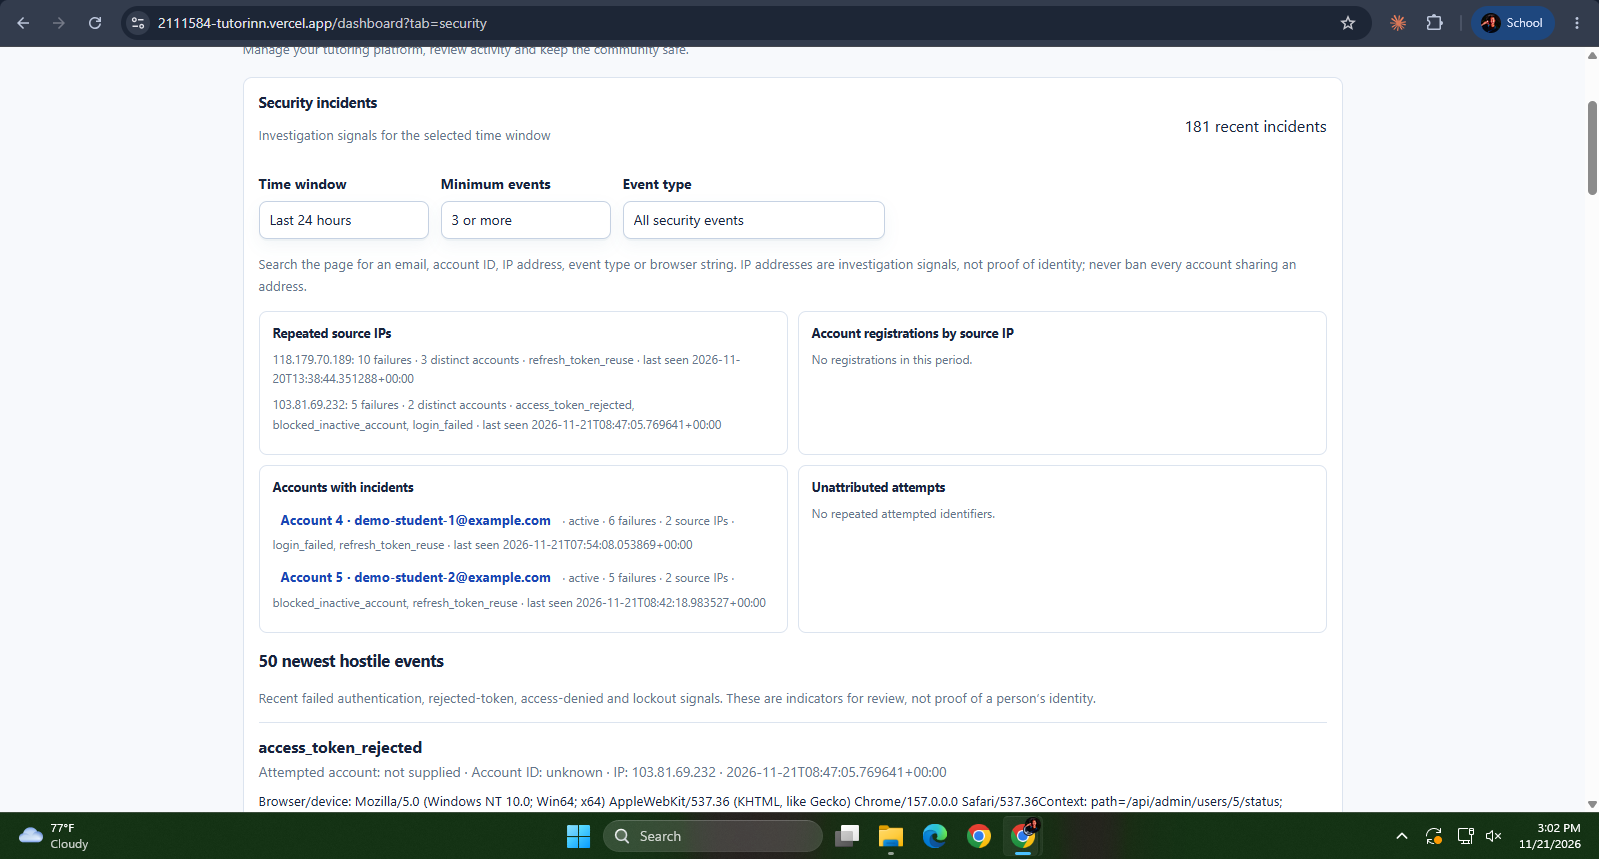 2111584-tutorinn.vercel.app/dashboard?tab=security
School
Manage your tutoring platform, review activity and keep the community safe.
Security incidents
Investigation signals for the selected time window
181 recent incidents
Time window
Minimum events
Event type
Last 24 hours
3 or more
All security events
Search the page for an email, account ID, IP address, event type or browser string. IP addresses are investigation signals, not proof of identity; never ban every account sharing an
address.
Repeated source IPs
118.179.70.189: 10 failures · 3 distinct accounts · refresh_token_reuse · last seen 2026-11-
20T13:38:44.351288+00:00
103.81.69.232: 5 failures · 2 distinct accounts · access_token_rejected,
blocked_inactive_account, login_failed · last seen 2026-11-21T08:47:05.769641+00:00
Account registrations by source IP
No registrations in this period.
Accounts with incidents
Account 4 · demo-student-1@example.com · active · 6 failures · 2 source IPs ·
login_failed, refresh_token_reuse · last seen 2026-11-21T07:54:08.053869+00:00
Account 5 · demo-student-2@example.com · active · 5 failures · 2 source IPs ·
blocked_inactive_account, refresh_token_reuse · last seen 2026-11-21T08:42:18.983527+00:00
Unattributed attempts
No repeated attempted identifiers.
50 newest hostile events
Recent failed authentication, rejected-token, access-denied and lockout signals. These are indicators for review, not proof of a person's identity.
access_token_rejected
Attempted account: not supplied · Account ID: unknown · IP: 103.81.69.232 · 2026-11-21T08:47:05.769641+00:00
Browser/device: Mozilla/5.0 (Windows NT 10.0; Win64; x64) AppleWebKit/537.36 (KHTML, like Gecko) Chrome/157.0.0.0 Safari/537.36Context: path=/api/admin/users/5/status;
77°F
Cloudy
Search
3:02 PM
11/21/2026